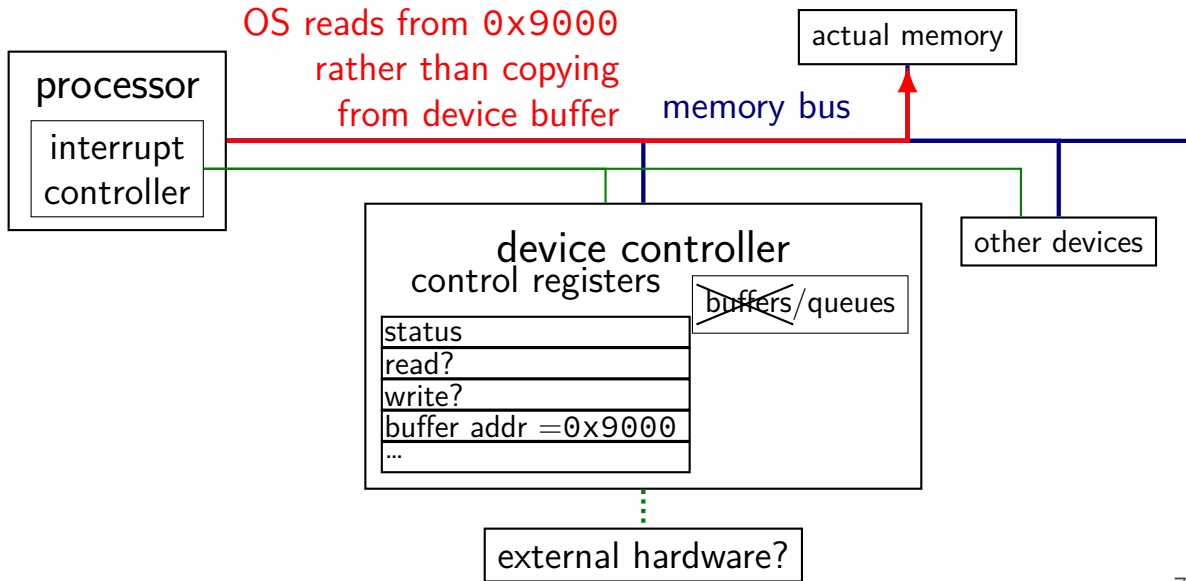 OS reads from 0x9000
rather than copying
from device buffer
actual memory
processor
memory bus
interrupt
controller
other devices
device controller
control registers
buffers/queues
status
read?
write?
buffer addr =0x9000
...
external hardware?